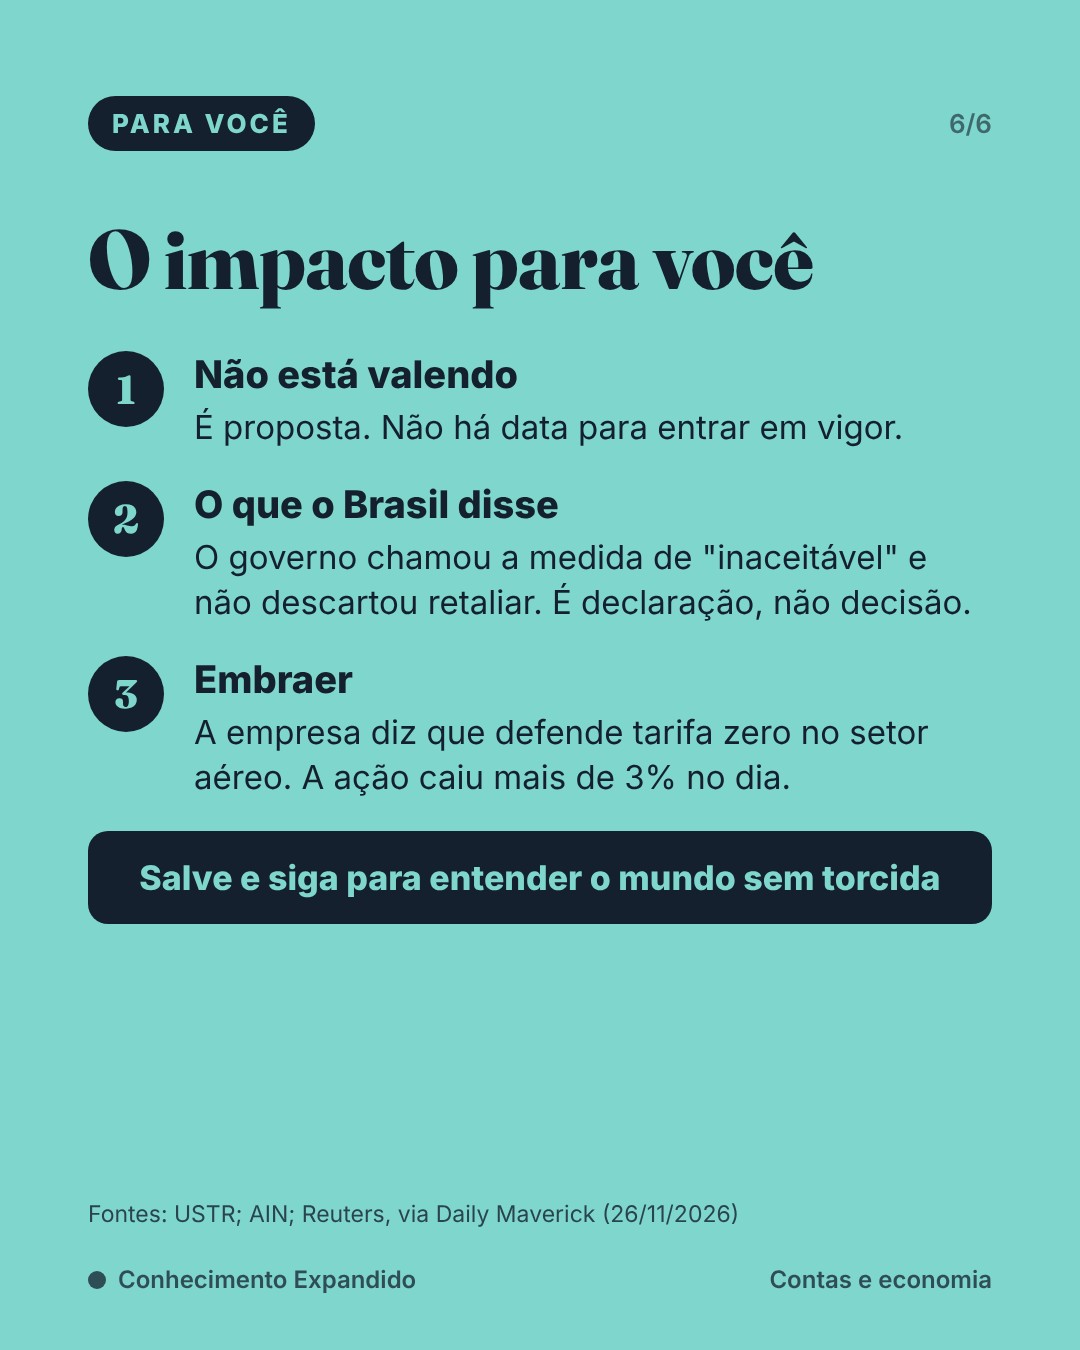 PARA VOCÊ
6/6
O impacto para você
1
Não está valendo
É proposta. Não há data para entrar em vigor.
2
O que o Brasil disse
O governo chamou a medida de "inaceitável" e
não descartou retaliar. É declaração, não decisão.
3
Embraer
A empresa diz que defende tarifa zero no setor
aéreo. A ação caiu mais de 3% no dia.
Salve e siga para entender o mundo sem torcida
Fontes: USTR; AIN; Reuters, via Daily Maverick (26/11/2026)
Conhecimento Expandido
Contas e economia